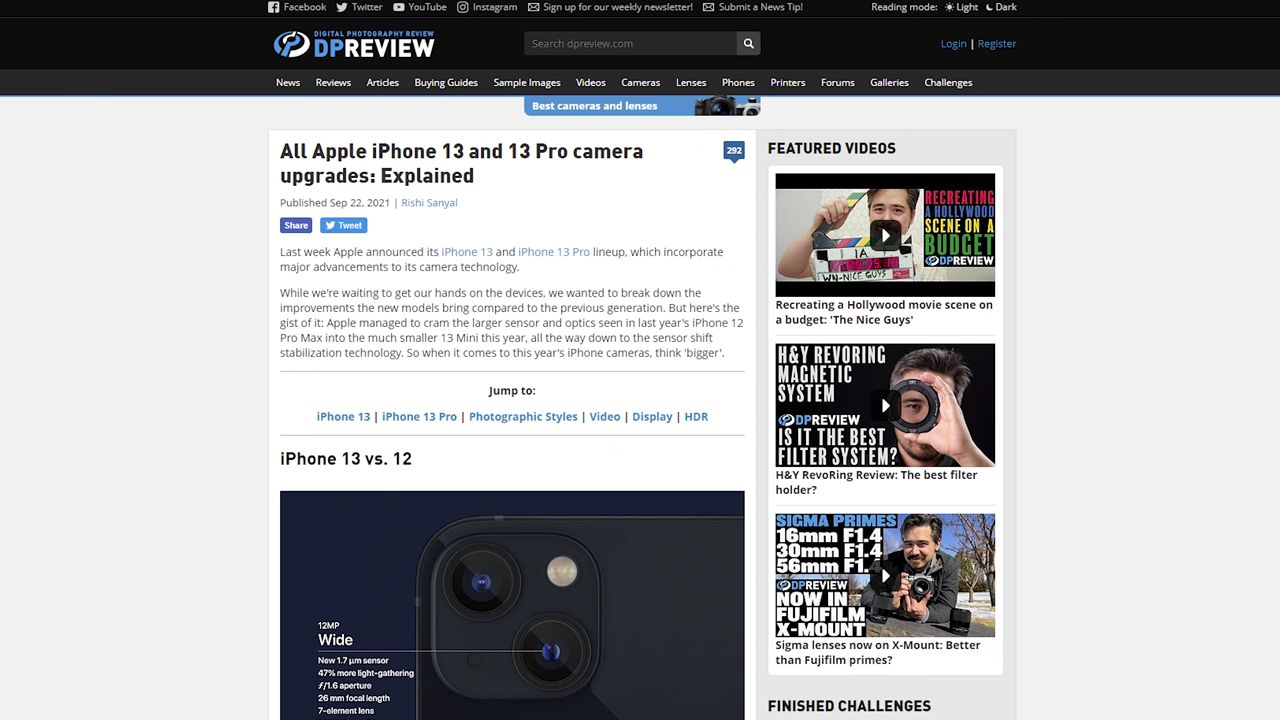 Facebook Twitter YouTube Instagram Sign up for our weekly newsletter! Submit a News Tip! Reading mode: Light Dark
DIGITAL PHOTOGRAPHY REVIEW
DPREVIEW
Search dpreview.com
Login | Register
News Reviews Articles Buying Guides Sample Images Videos Cameras Lenses Phones Printers Forums Galleries Challenges
Best cameras and lenses
All Apple iPhone 13 and 13 Pro camera
upgrades: Explained
292
Published Sep 22, 2021 | Rishi Sanyal
Share Tweet
Last week Apple announced its iPhone 13 and iPhone 13 Pro lineup, which incorporate
major advancements to its camera technology.
While we're waiting to get our hands on the devices, we wanted to break down the
improvements the new models bring compared to the previous generation. But here's the
gist of it: Apple managed to cram the larger sensor and optics seen in last year's iPhone 12
Pro Max into the much smaller 13 Mini this year, all the way down to the sensor shift
stabilization technology. So when it comes to this year's iPhone cameras, think 'bigger'.
Jump to:
iPhone 13 | iPhone 13 Pro | Photographic Styles | Video | Display | HDR
iPhone 13 vs. 12
12MP
Wide
New 1.7 µm sensor
47% more light-gathering
ƒ/1.6 aperture
26 mm focal length
7-element lens
FEATURED VIDEOS
RECREATING
A HOLLYWOOD
SCENE ON A
BUDGET
DPREVIEW
1A
WN-NICE GUYS
Recreating a Hollywood movie scene on
a budget: 'The Nice Guys'
H&Y REVORING
MAGNETIC
SYSTEM
DPREVIEW
IS IT THE BEST
FILTER SYSTEM?
H&Y RevoRing Review: The best filter
holder?
SIGMA PRIMES
16mm F1.4
30mm F1.4
56mm F1.4
DPREVIEW
NOW IN
FUJIFILM
X-MOUNT
Sigma lenses now on X-Mount: Better
than Fujifilm primes?
FINISHED CHALLENGES